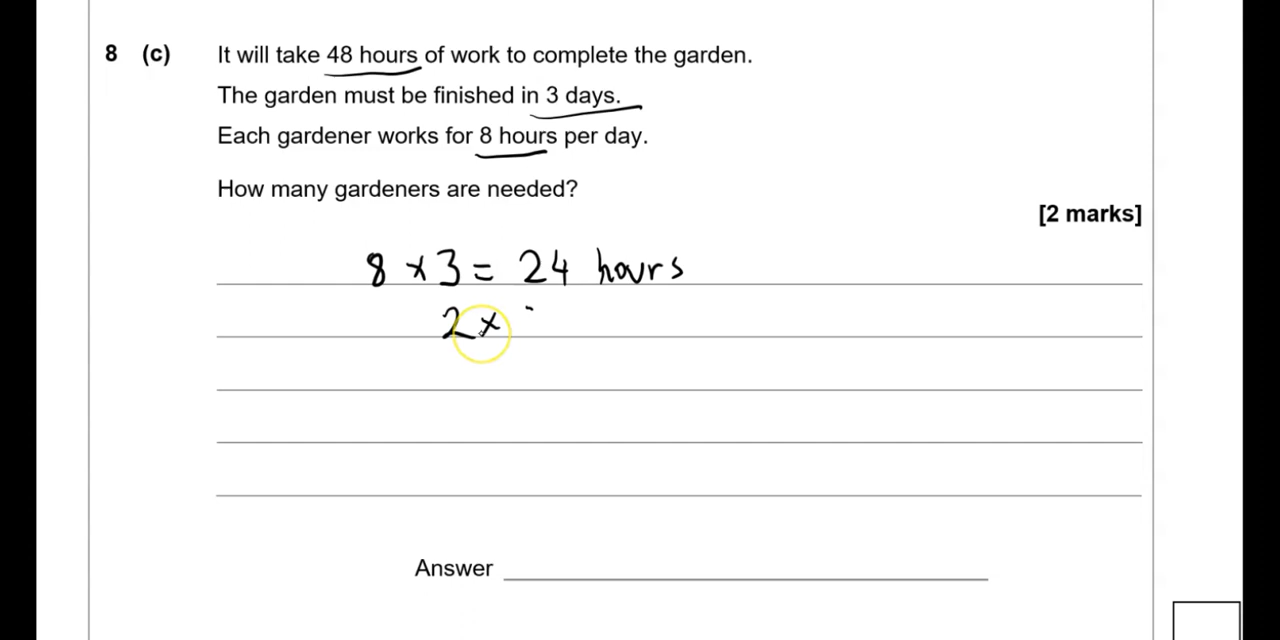 8 (c) It will take 48 hours of work to complete the garden.
The garden must be finished in 3 days.
Each gardener works for 8 hours per day.
How many gardeners are needed?
[2 marks]
8 × 3 = 24 hours
2 ×
Answer